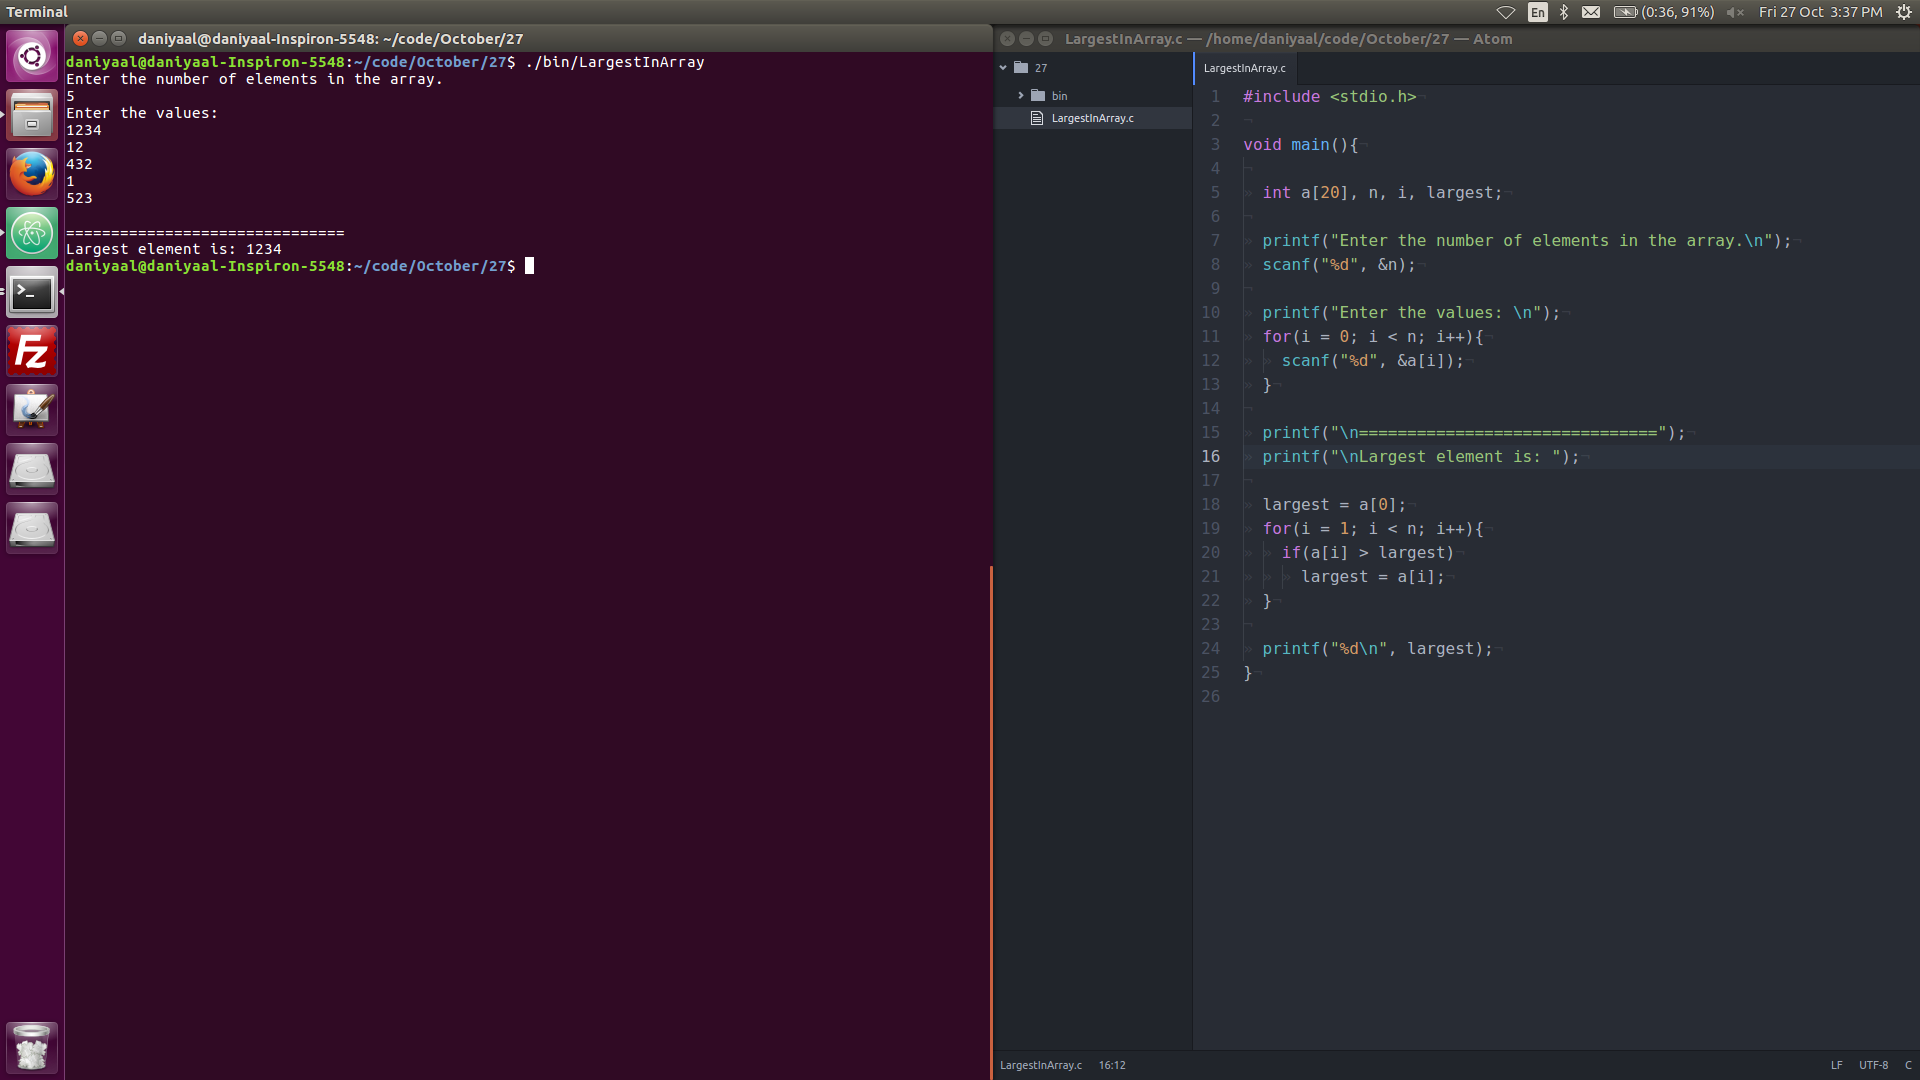 Terminal
En
(0:36, 91%)
Fri 27 Oct 3:37 PM
daniyaal@daniyaal-Inspiron-5548: ~/code/October/27
daniyaal@daniyaal-Inspiron-5548:~/code/October/27$ ./bin/LargestInArray
Enter the number of elements in the array.
5
Enter the values:
1234
12
432
1
523
===============================
Largest element is: 1234
daniyaal@daniyaal-Inspiron-5548:~/code/October/27$
Fz
LargestInArray.c — /home/daniyaal/code/October/27 — Atom
27
bin
LargestInArray.c
LargestInArray.c
1 #include <stdio.h>
2
3 void main(){
4
5 int a[20], n, i, largest;
6
7 printf("Enter the number of elements in the array.\n");
8 scanf("%d", &n);
9
10 printf("Enter the values: \n");
11 for(i = 0; i < n; i++){
12 scanf("%d", &a[i]);
13 }
14
15 printf("\n===============================");
16 printf("\nLargest element is: ");
17
18 largest = a[0];
19 for(i = 1; i < n; i++){
20 if(a[i] > largest)
21 largest = a[i];
22 }
23
24 printf("%d\n", largest);
25 }
26
LargestInArray.c 16:12
LF UTF-8 C